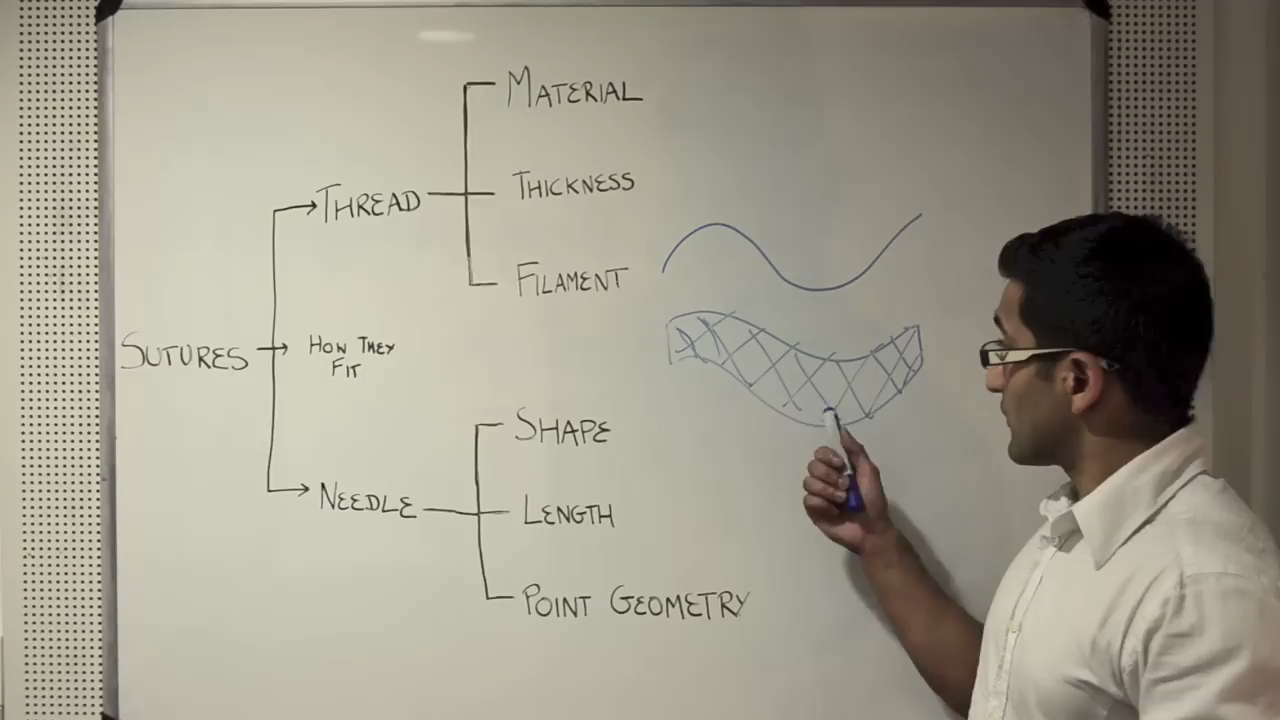 MATERIAL
THREAD
THICKNESS
FILAMENT
SUTURES
HOW THEY
FIT
SHAPE
NEEDLE
LENGTH
POINT GEOMETRY